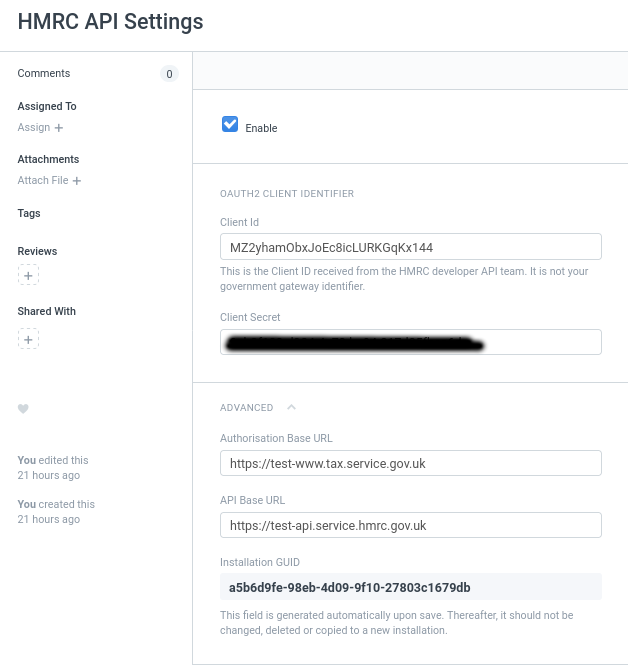 HMRC API Settings
Comments
0
Assigned To
Assign +
Attachments
Attach File +
Tags
Reviews
+
Shared With
+
You edited this
21 hours ago
You created this
21 hours ago
Enable
OAUTH2 CLIENT IDENTIFIER
Client Id
MZ2yhamObxJoEc8icLURKGqKx144
This is the Client ID received from the HMRC developer API team. It is not your
government gateway identifier.
Client Secret
ADVANCED
Authorisation Base URL
https://test-www.tax.service.gov.uk
API Base URL
https://test-api.service.hmrc.gov.uk
Installation GUID
a5b6d9fe-98eb-4d09-9f10-27803c1679db
This field is generated automatically upon save. Thereafter, it should not be
changed, deleted or copied to a new installation.